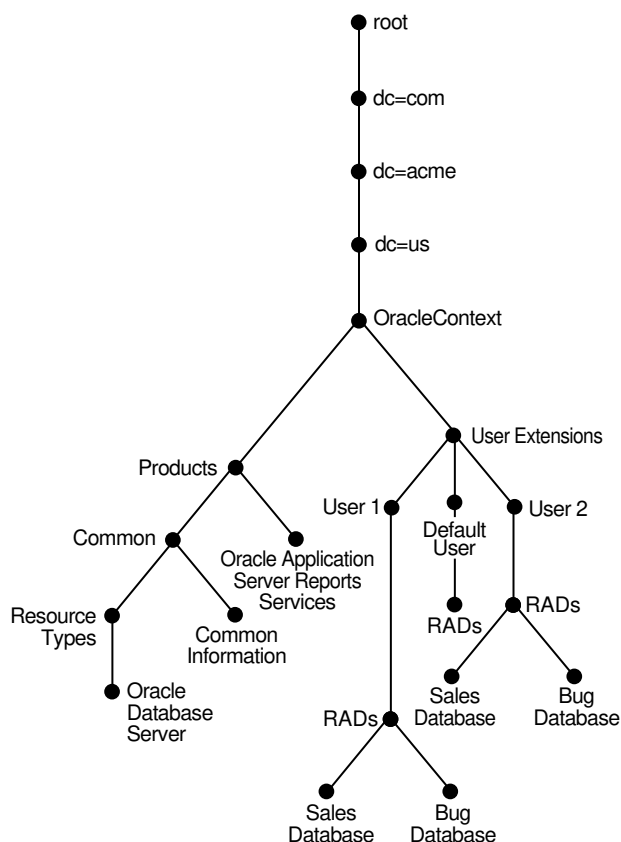 root
dc=com
dc=acme
dc=us
OracleContext
User Extensions
Products
User 1
Default
User
User 2
Common
Oracle Application
Server Reports
Services
RADs
RADs
Resource
Types
Common
Information
Sales
Database
Bug
Database
Oracle
Database
Server
RADs
Sales
Database
Bug
Database